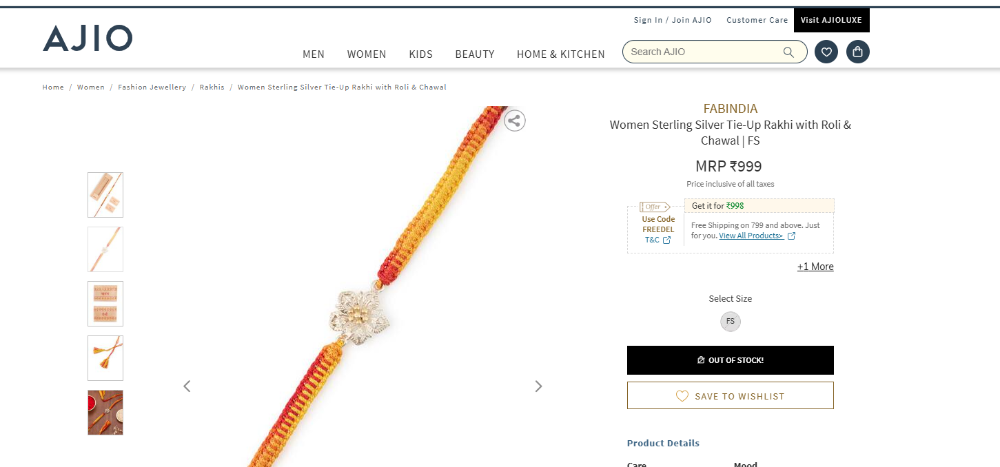 Sign In / Join AJIO
Customer Care
Visit AJIOLUXE
AJIO
MEN
WOMEN
KIDS
BEAUTY
HOME & KITCHEN
Search AJIO
Home / Women / Fashion Jewellery / Rakhis / Women Sterling Silver Tie-Up Rakhi with Roli & Chawal
FABINDIA
Women Sterling Silver Tie-Up Rakhi with Roli &
Chawal | FS
MRP ₹999
Price inclusive of all taxes
Offer
Get it for ₹998
Use Code
FREEDEL
T&C
Free Shipping on 799 and above. Just
for you. View All Products>
+1 More
Select Size
FS
OUT OF STOCK!
SAVE TO WISHLIST
Product Details
Care
Mood